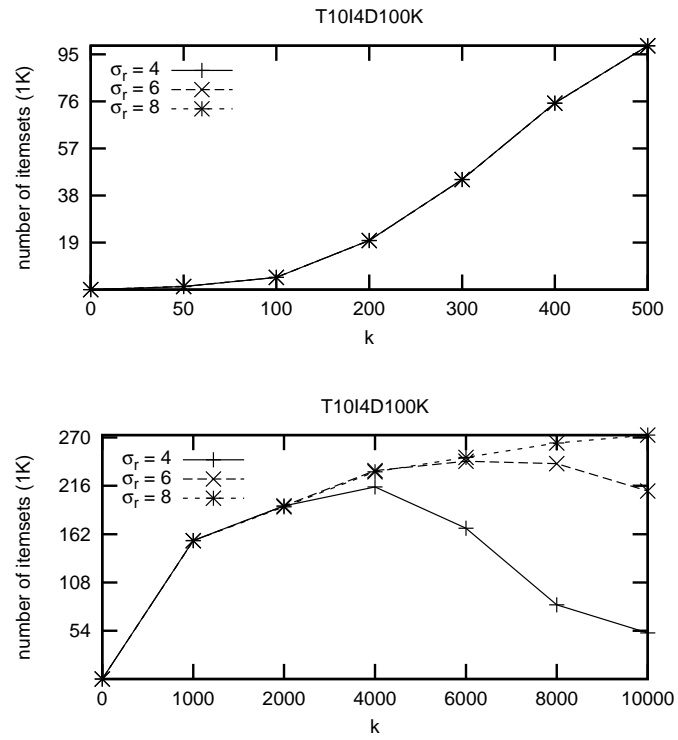 T10I4D100K
number of itemsets (1K)
95
76
57
38
19
σr = 4
σr = 6
σr = 8
0 50 100 200 300 400 500
k
T10I4D100K
number of itemsets (1K)
270
216
162
108
54
σr = 4
σr = 6
σr = 8
0 1000 2000 4000 6000 8000 10000
k